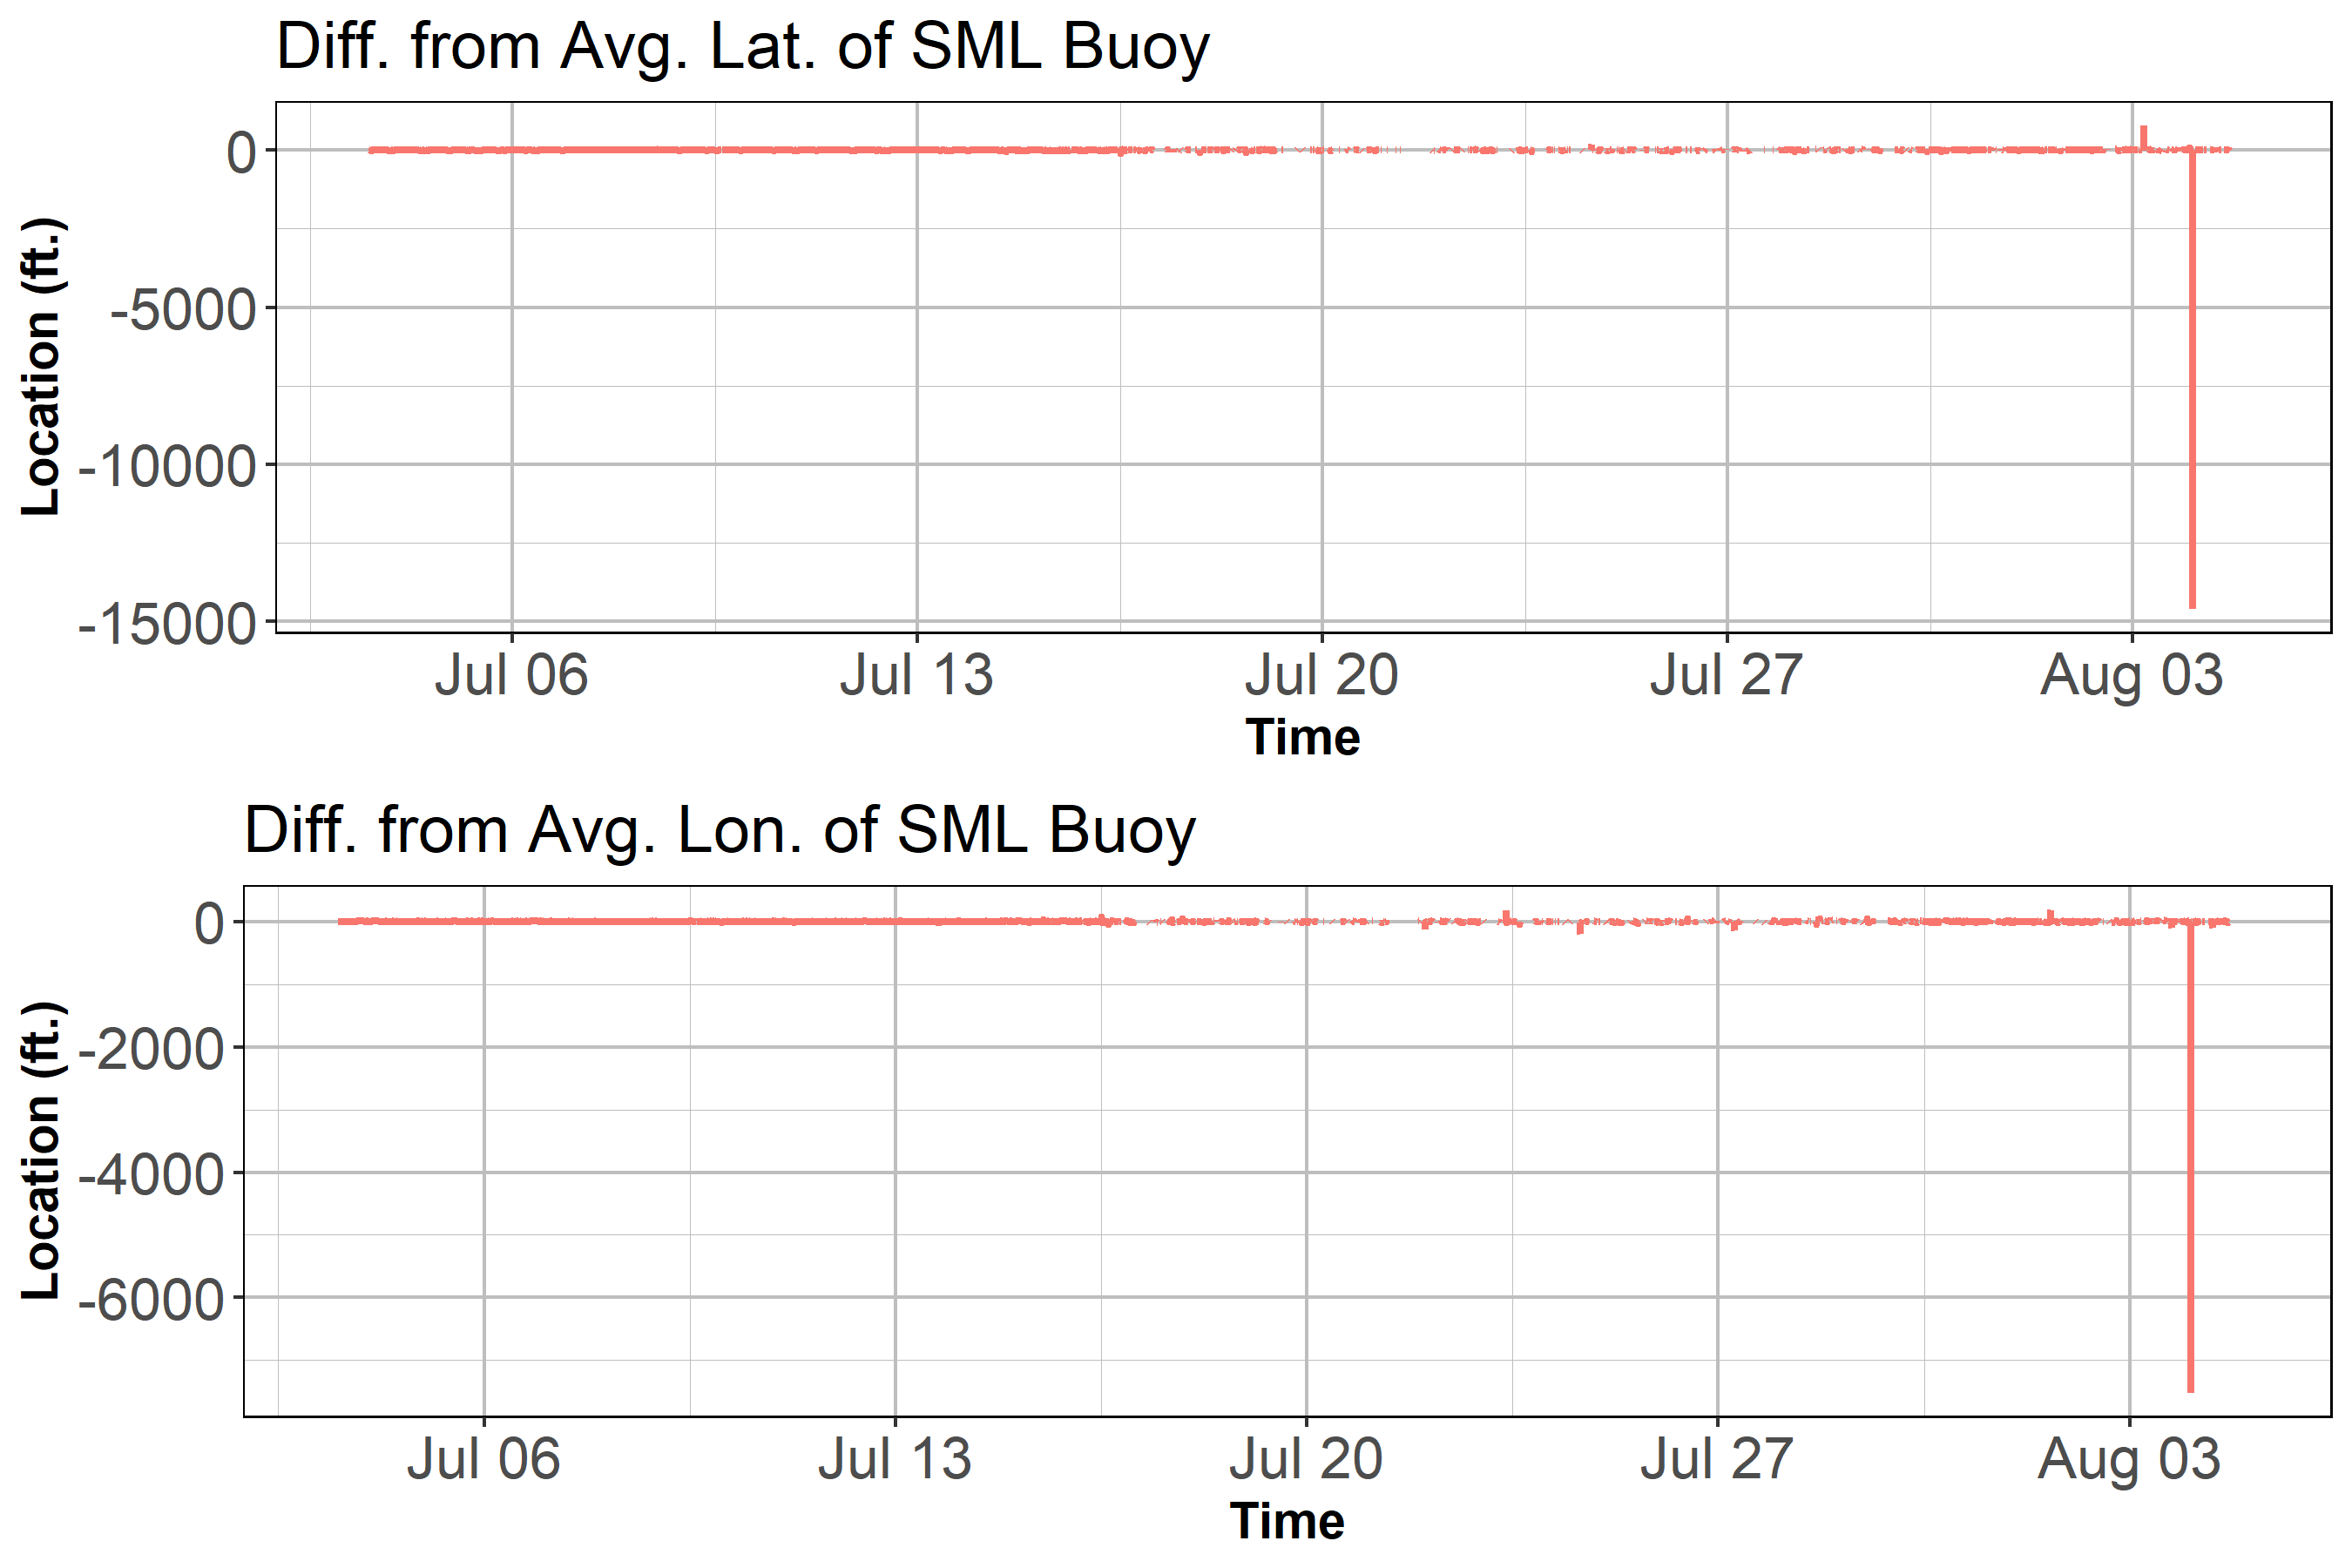 Diff. from Avg. Lat. of SML Buoy
Location (ft.)
0
-5000
-10000
-15000
Jul 06 Jul 13 Jul 20 Jul 27 Aug 03
Time
Diff. from Avg. Lon. of SML Buoy
Location (ft.)
0
-2000
-4000
-6000
Jul 06 Jul 13 Jul 20 Jul 27 Aug 03
Time